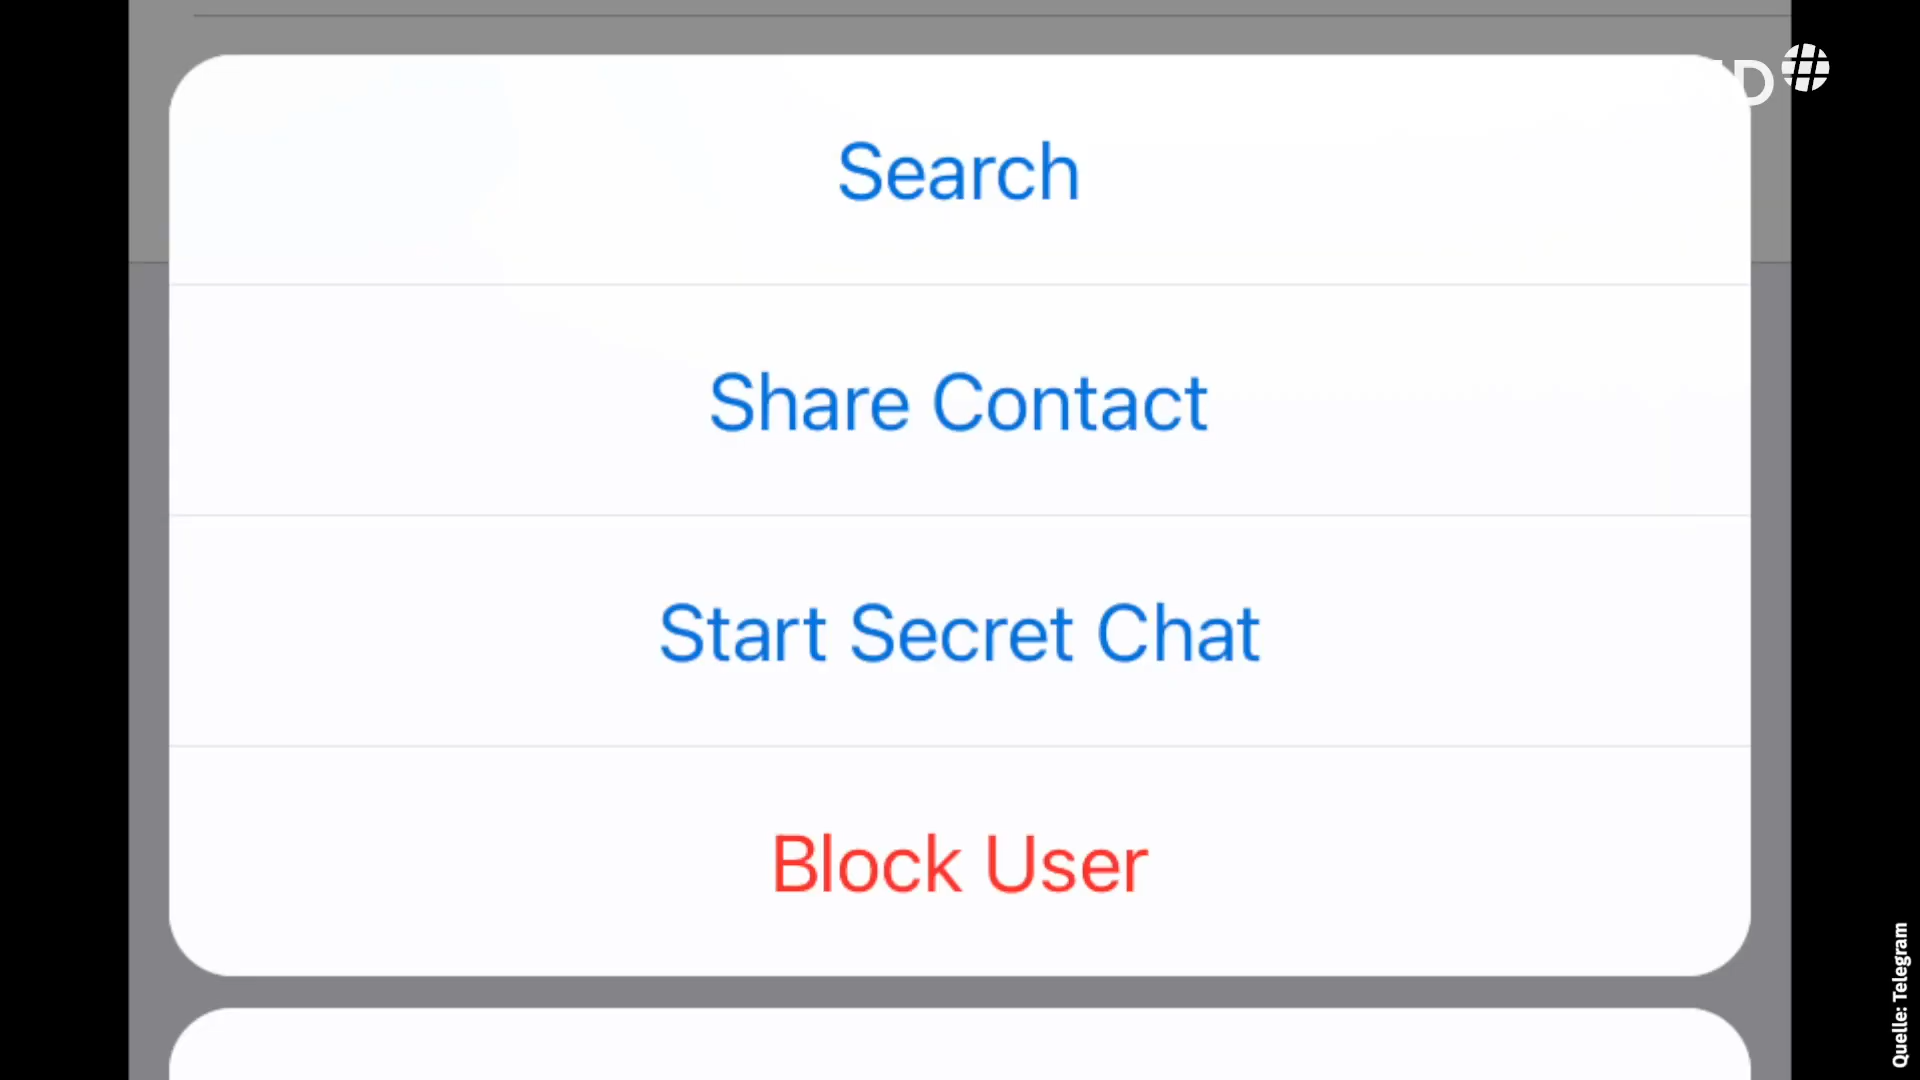 Search
Share Contact
Start Secret Chat
Block User
Quelle: Telegram